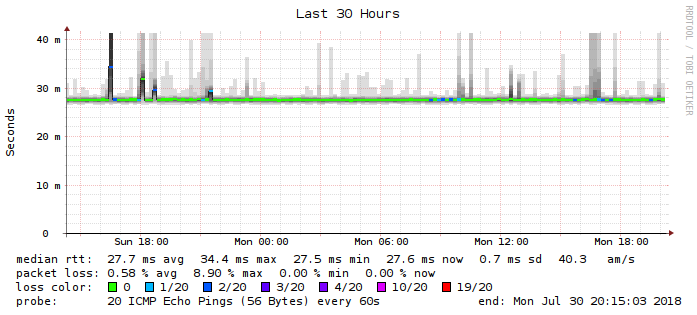 Last 30 Hours
RRDTOOL / TOBI OETIKER
Seconds
40 m
30 m
20 m
10 m
0
Sun 18:00 Mon 00:00 Mon 06:00 Mon 12:00 Mon 18:00
median rtt: 27.7 ms avg 34.4 ms max 27.5 ms min 27.6 ms now 0.7 ms sd 40.3 am/s
packet loss: 0.58 % avg 8.90 % max 0.00 % min 0.00 % now
loss color: 0 1/20 2/20 3/20 4/20 10/20 19/20
probe: 20 ICMP Echo Pings (56 Bytes) every 60s end: Mon Jul 30 20:15:03 2018